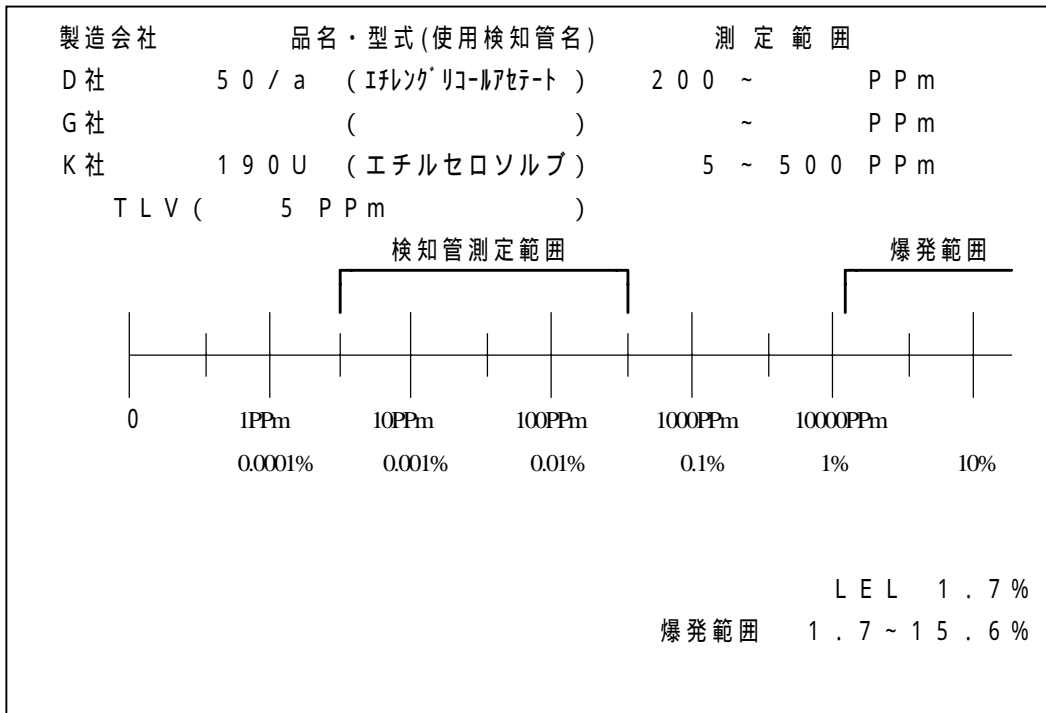 製造会社 品名・型式(使用検知管名) 測定範囲
D社 50/a (ｴﾁﾚﾝｸﾞﾘｺｰﾙｱｾﾃｰﾄ) 200~ PPm
G社 ( ) ~ PPm
K社 190U (エチルセロソルブ) 5~500 PPm
TLV( 5 PPm )
検知管測定範囲 爆発範囲
0 1PPm 10PPm 100PPm 1000PPm 10000PPm
0.0001% 0.001% 0.01% 0.1% 1% 10%
LEL 1.7%
爆発範囲 1.7~15.6%